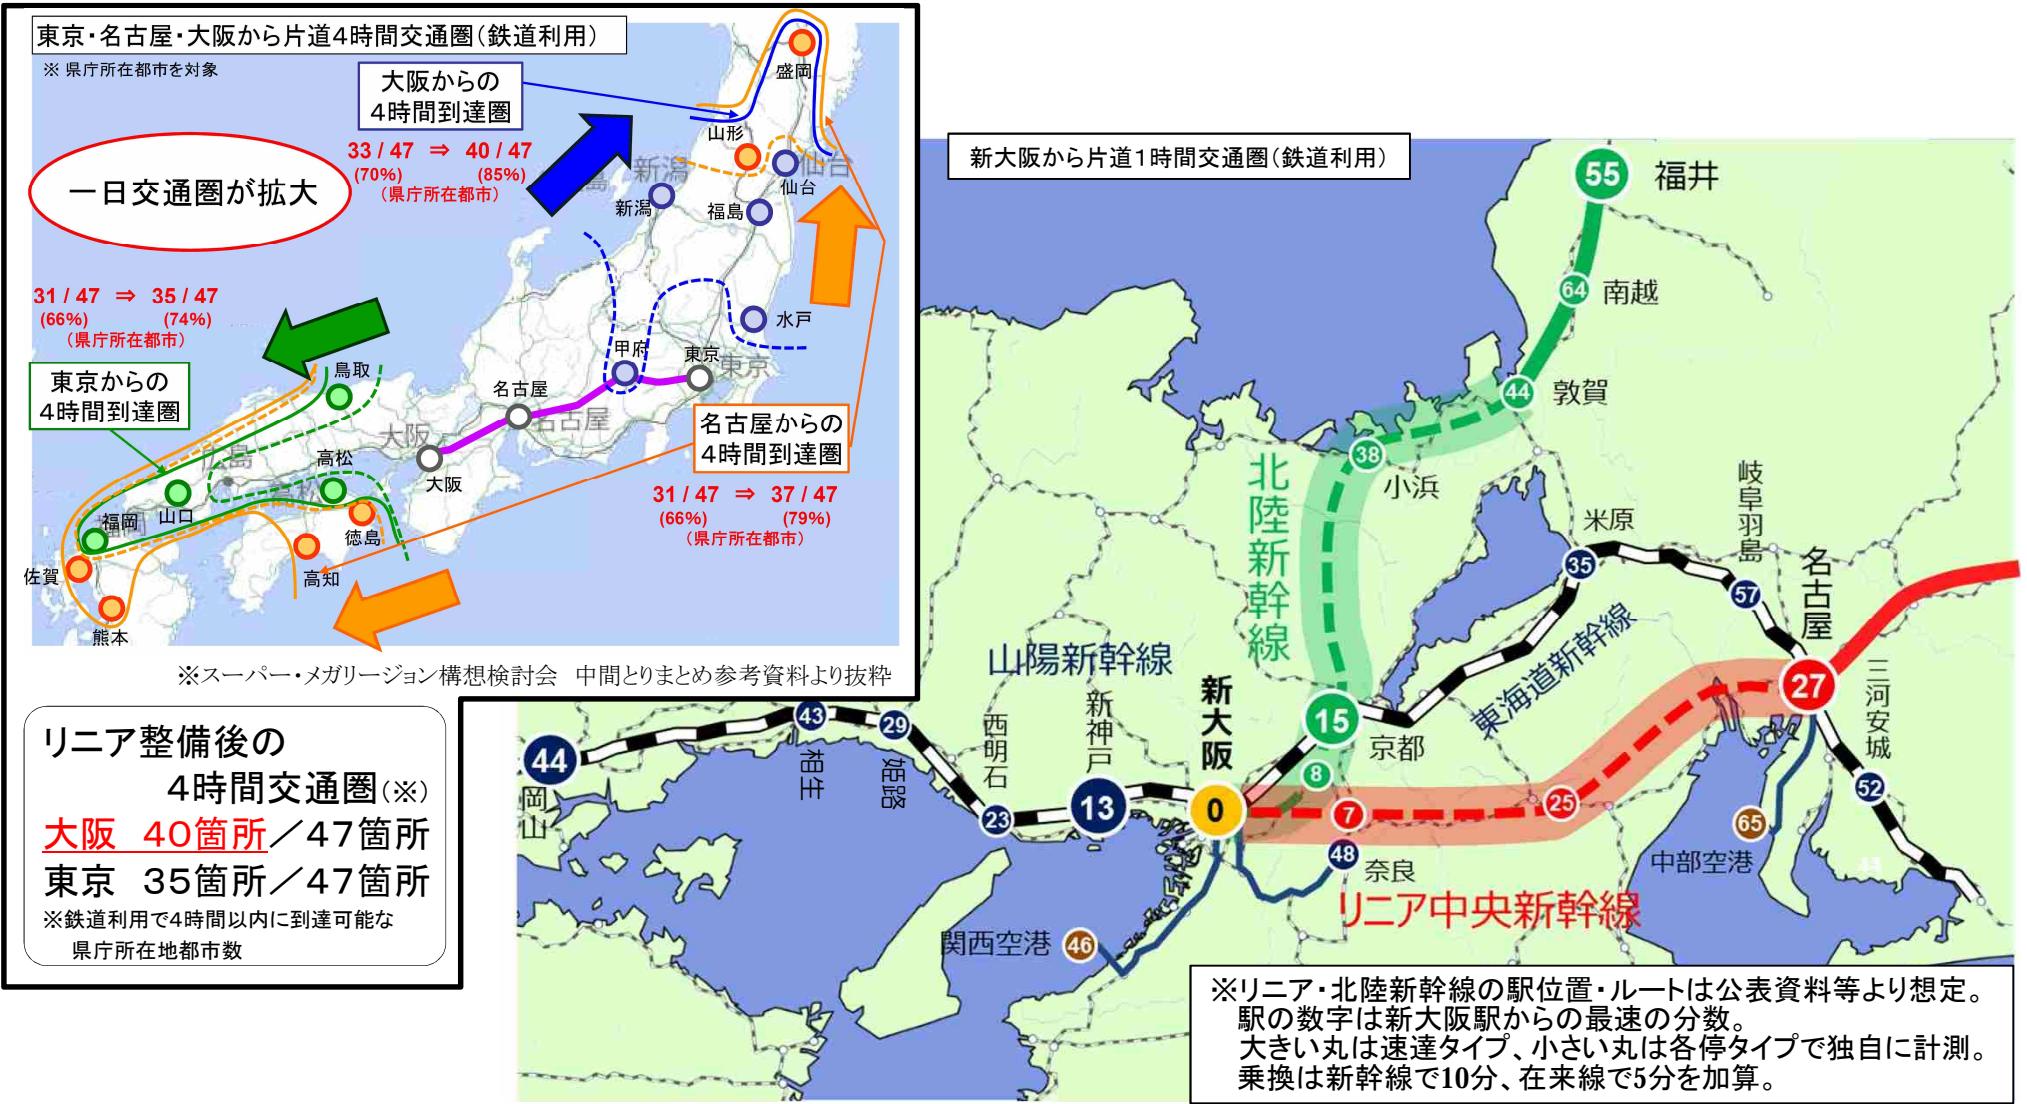 東京・名古屋・大阪から片道4時間交通圏(鉄道利用)
※ 県庁所在都市を対象
大阪からの
4時間到達圏
33 / 47 ⇒ 40 / 47
(70%) (85%)
(県庁所在都市)
一日交通圏が拡大
31 / 47 ⇒ 35 / 47
(66%) (74%)
(県庁所在都市)
東京からの
4時間到達圏
名古屋からの
4時間到達圏
31 / 47 ⇒ 37 / 47
(66%) (79%)
(県庁所在都市)
盛岡
山形
仙台
仙台
新潟
新潟
福島
水戸
甲府
東京
東京
名古屋
名古屋
大阪
大阪
鳥取
広島
高松
山口
福岡
福岡
徳島
高知
佐賀
熊本
※スーパー・メガリージョン構想検討会 中間とりまとめ参考資料より抜粋
リニア整備後の
4時間交通圏(※)
大阪 40箇所/47箇所
東京 35箇所/47箇所
※鉄道利用で4時間以内に到達可能な
県庁所在地都市数
新大阪から片道1時間交通圏(鉄道利用)
55 福井
64 南越
44 敦賀
38 小浜
北陸新幹線
米原
35
岐阜羽島
57
名古屋
27
三河安城
52
東海道新幹線
山陽新幹線
新大阪
0
新神戸
13
西明石
23
姫路
29
相生
43
岡山
44
15
京都
8
7
25
48 奈良
リニア中央新幹線
65
中部空港
関西空港 46
※リニア・北陸新幹線の駅位置・ルートは公表資料等より想定。
駅の数字は新大阪駅からの最速の分数。
大きい丸は速達タイプ、小さい丸は各停タイプで独自に計測。
乗換は新幹線で10分、在来線で5分を加算。